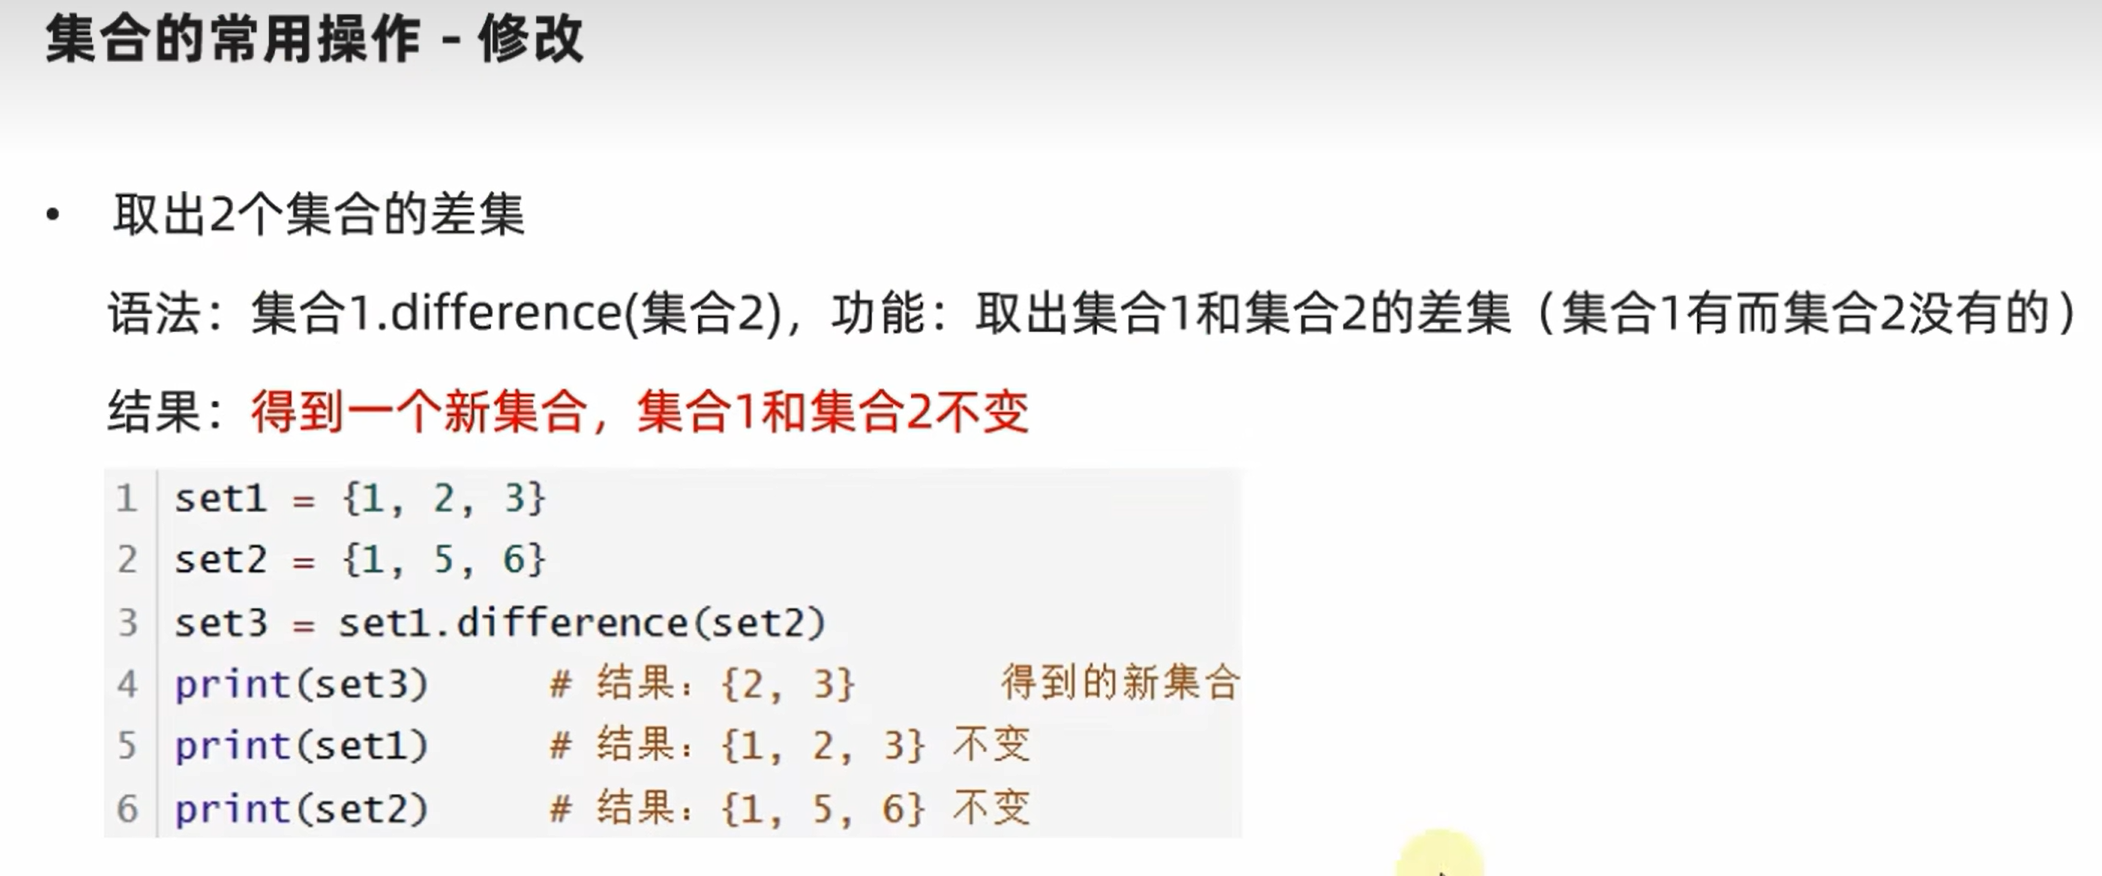 集合的常用操作 - 修改
• 取出2个集合的差集
语法：集合1.difference(集合2)，功能：取出集合1和集合2的差集（集合1有而集合2没有的）
结果：得到一个新集合，集合1和集合2不变
1 set1 = {1, 2, 3}
2 set2 = {1, 5, 6}
3 set3 = set1.difference(set2)
4 print(set3) # 结果：{2, 3} 得到的新集合
5 print(set1) # 结果：{1, 2, 3} 不变
6 print(set2) # 结果：{1, 5, 6} 不变